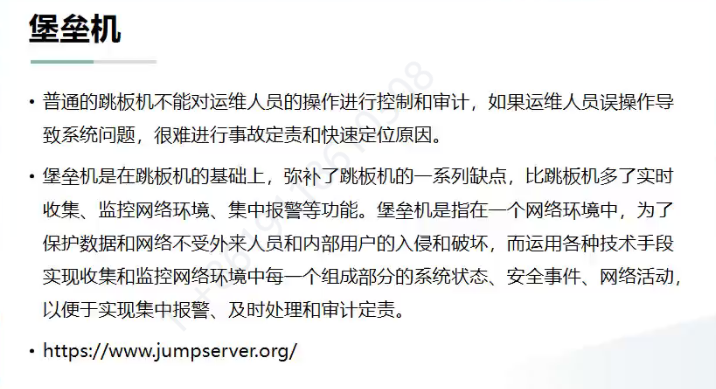 堡垒机
• 普通的跳板机不能对运维人员的操作进行控制和审计，如果运维人员误操作导
致系统问题，很难进行事故定责和快速定位原因。
• 堡垒机是在跳板机的基础上，弥补了跳板机的一系列缺点，比跳板机多了实时
收集、监控网络环境、集中报警等功能。堡垒机是指在一个网络环境中，为了
保护数据和网络不受外来人员和内部用户的入侵和破坏，而运用各种技术手段
实现收集和监控网络环境中每一个组成部分的系统状态、安全事件、网络活动，
以便于实现集中报警、及时处理和审计定责。
• https://www.jumpserver.org/